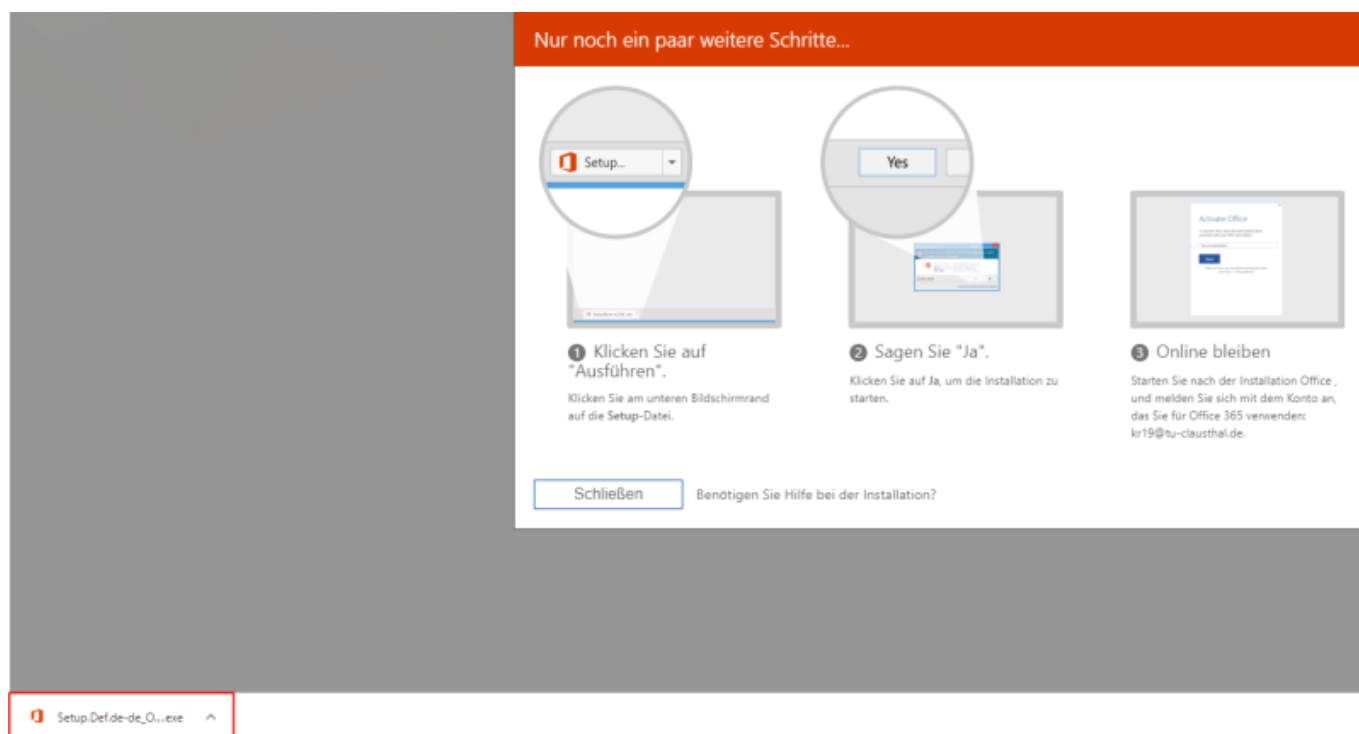 Nur noch ein paar weitere Schritte...
Setup...
Yes
Activate Office
1 Klicken Sie auf
"Ausführen".
Klicken Sie am unteren Bildschirmrand
auf die Setup-Datei.
2 Sagen Sie "Ja".
Klicken Sie auf Ja, um die Installation zu
starten.
3 Online bleiben
Starten Sie nach der Installation Office ,
und melden Sie sich mit dem Konto an,
das Sie für Office 365 verwenden:
kr19@tu-clausthal.de.
Schließen
Benötigen Sie Hilfe bei der Installation?
Setup.Def.de-de_O....exe